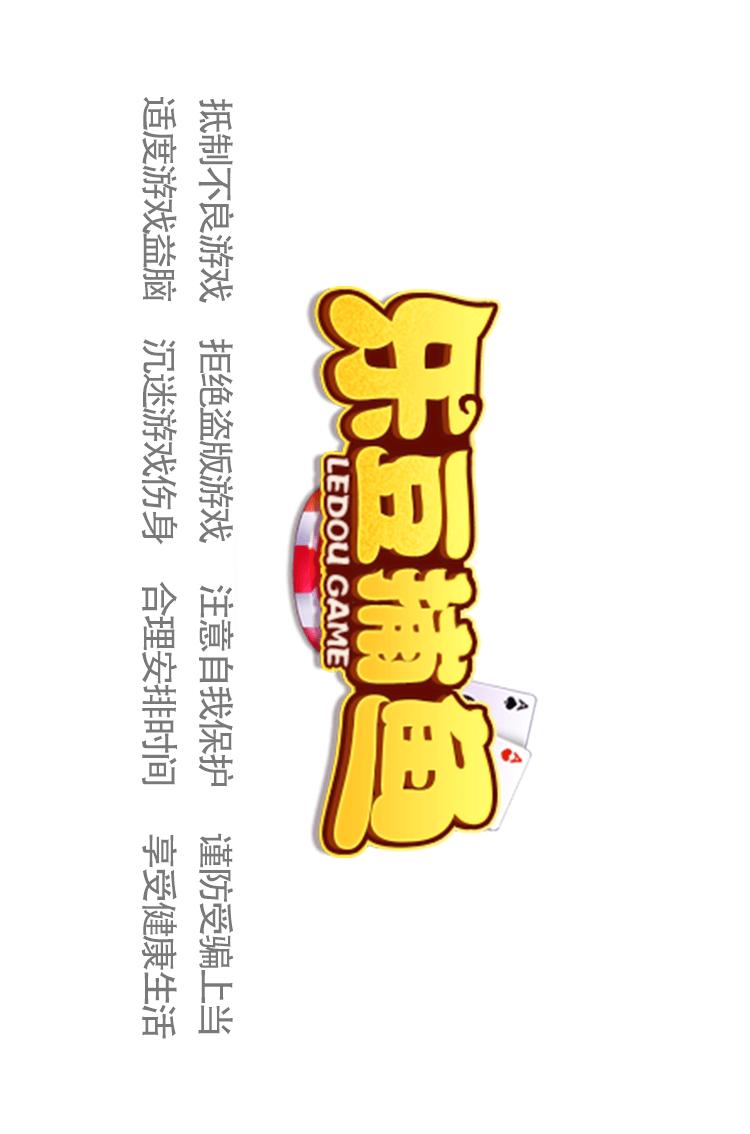 乐豆捕鱼
LEDOU GAME
A
A
抵制不良游戏 拒绝盗版游戏 注意自我保护 谨防受骗上当
适度游戏益脑 沉迷游戏伤身 合理安排时间 享受健康生活